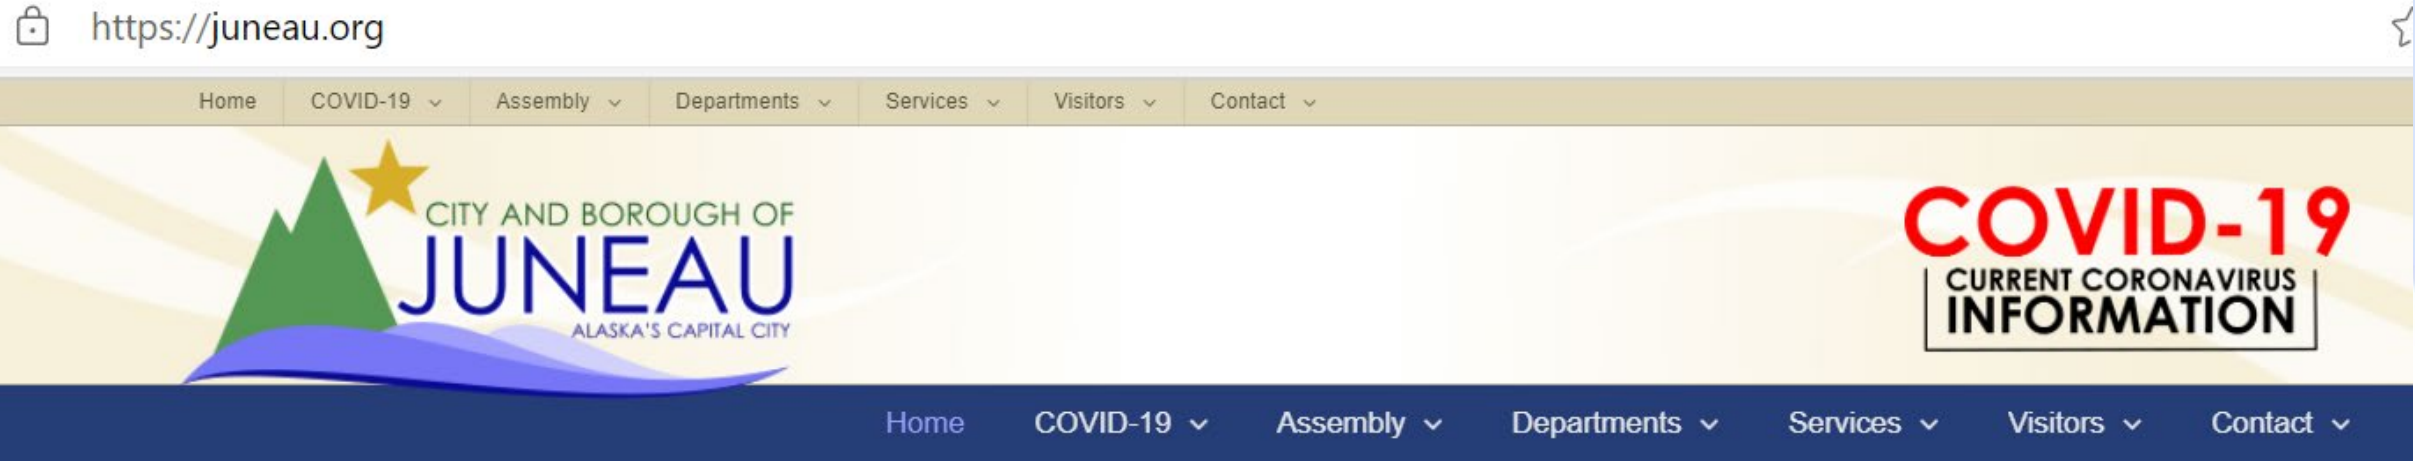 https://juneau.org
Home COVID-19 Assembly Departments Services Visitors Contact
CITY AND BOROUGH OF
JUNEAU
ALASKA'S CAPITAL CITY
COVID-19
CURRENT CORONAVIRUS
INFORMATION
Home COVID-19 Assembly Departments Services Visitors Contact